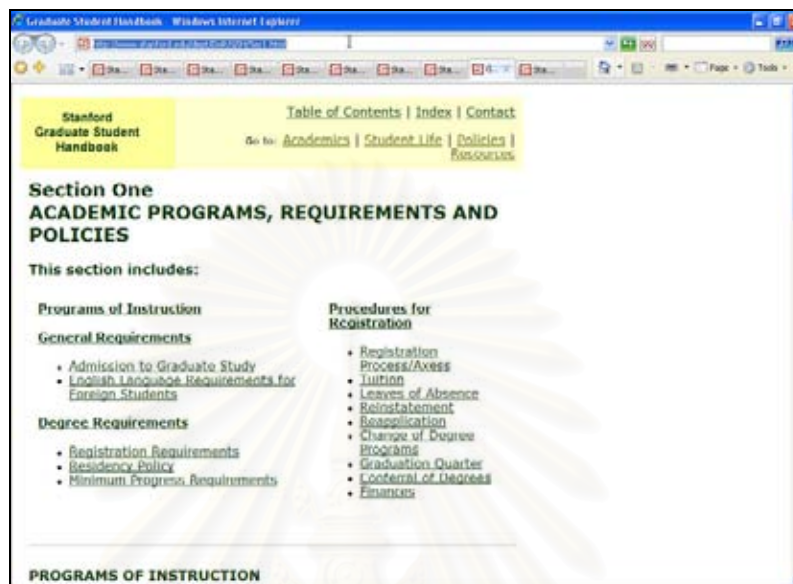 Graduate Student Handbook - Windows Internet Explorer
Page
Tools
Stanford
Graduate Student
Handbook
Table of Contents | Index | Contact
Go to: Academics | Student Life | Policies |
Resources
Section One
ACADEMIC PROGRAMS, REQUIREMENTS AND
POLICIES
This section includes:
Programs of Instruction
General Requirements
• Admission to Graduate Study
• English Language Requirements for
Foreign Students
Degree Requirements
• Registration Requirements
• Residency Policy
• Minimum Progress Requirements
Procedures for
Registration
• Registration
Process/Axess
• Tuition
• Leaves of Absence
• Reinstatement
• Reapplication
• Change of Degree
Programs
• Graduation Quarter
• Conferral of Degrees
• Finances
PROGRAMS OF INSTRUCTION